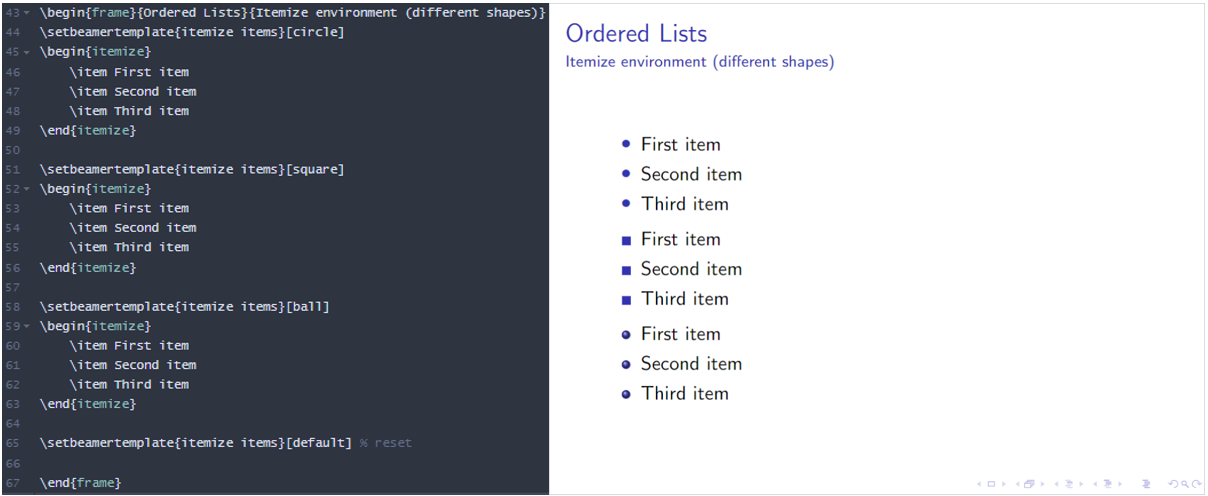 43 \begin{frame}{Ordered Lists}{Itemize environment (different shapes)}
44 \setbeamertemplate{itemize items}[circle]
45 \begin{itemize}
46 \item First item
47 \item Second item
48 \item Third item
49 \end{itemize}
50
51 \setbeamertemplate{itemize items}[square]
52 \begin{itemize}
53 \item First item
54 \item Second item
55 \item Third item
56 \end{itemize}
57
58 \setbeamertemplate{itemize items}[ball]
59 \begin{itemize}
60 \item First item
61 \item Second item
62 \item Third item
63 \end{itemize}
64
65 \setbeamertemplate{itemize items}[default] % reset
66
67 \end{frame}
Ordered Lists
Itemize environment (different shapes)
First item
Second item
Third item
First item
Second item
Third item
First item
Second item
Third item